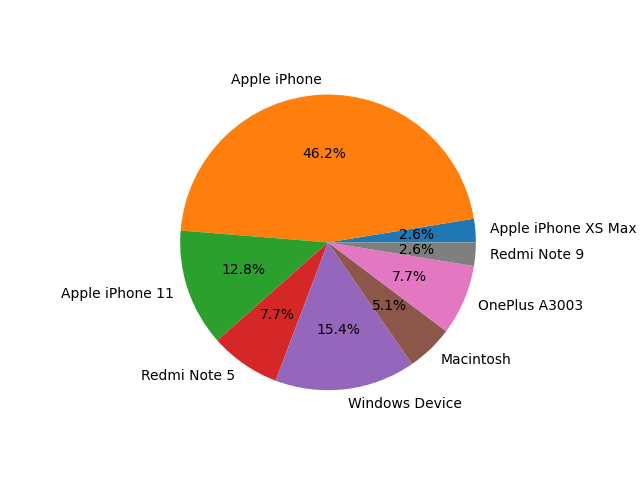 Apple iPhone
46.2%
Apple iPhone XS Max
2.6%
2.6%
Redmi Note 9
12.8%
7.7%
Apple iPhone 11
OnePlus A3003
5.1%
7.7%
15.4%
Macintosh
Redmi Note 5
Windows Device